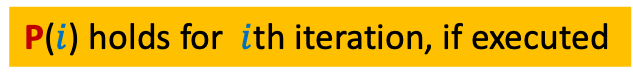 P(i) holds for ith iteration, if executed